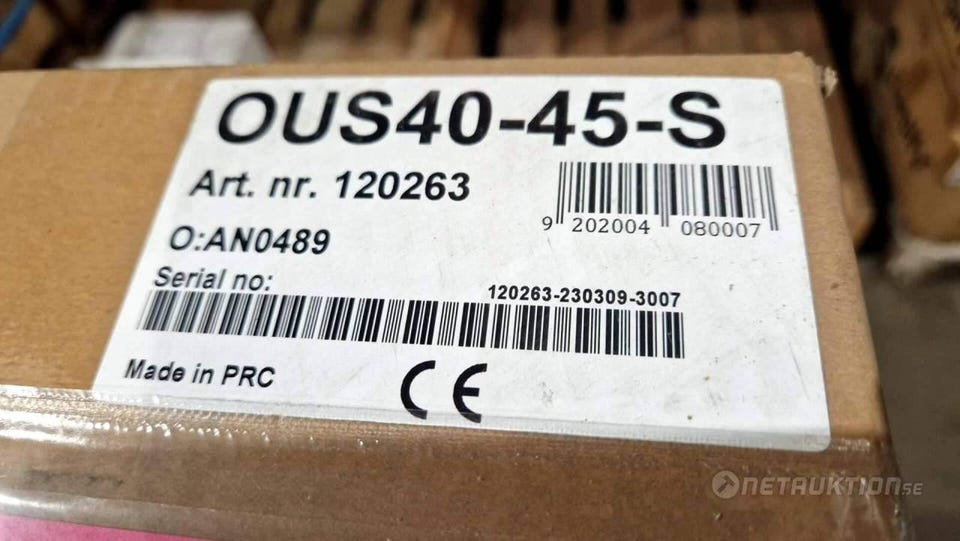 OUS40-45-S
Art. nr. 120263
9 202004 080007
O:AN0489
Serial no:
120263-230309-3007
Made in PRC
CE
NETAUKTION.SE